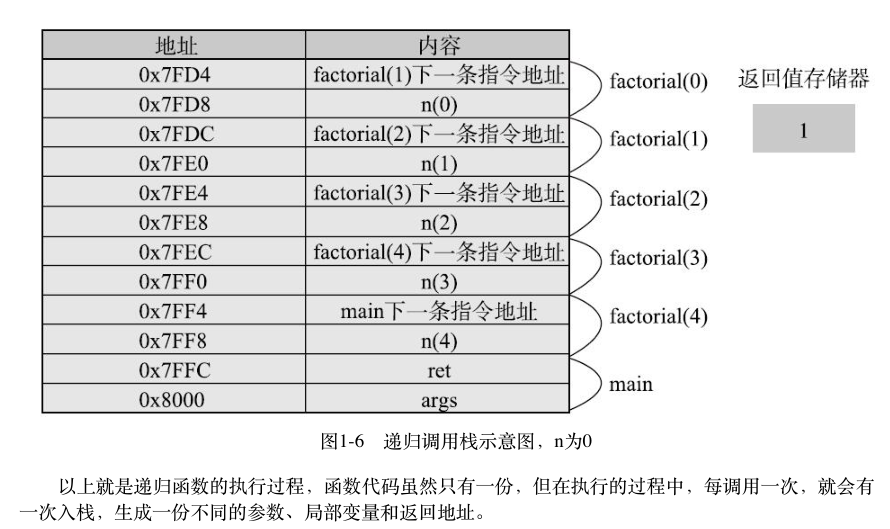 地址 内容
0x7FD4 factorial(1)下一条指令地址 factorial(0) 返回值存储器
0x7FD8 n(0) 1
0x7FDC factorial(2)下一条指令地址 factorial(1)
0x7FE0 n(1)
0x7FE4 factorial(3)下一条指令地址 factorial(2)
0x7FE8 n(2)
0x7FEC factorial(4)下一条指令地址 factorial(3)
0x7FF0 n(3)
0x7FF4 main下一条指令地址 factorial(4)
0x7FF8 n(4)
0x7FFC ret main
0x8000 args
图1-6 递归调用栈示意图，n为0
以上就是递归函数的执行过程，函数代码虽然只有一份，但在执行的过程中，每调用一次，就会有
一次入栈，生成一份不同的参数、局部变量和返回地址。